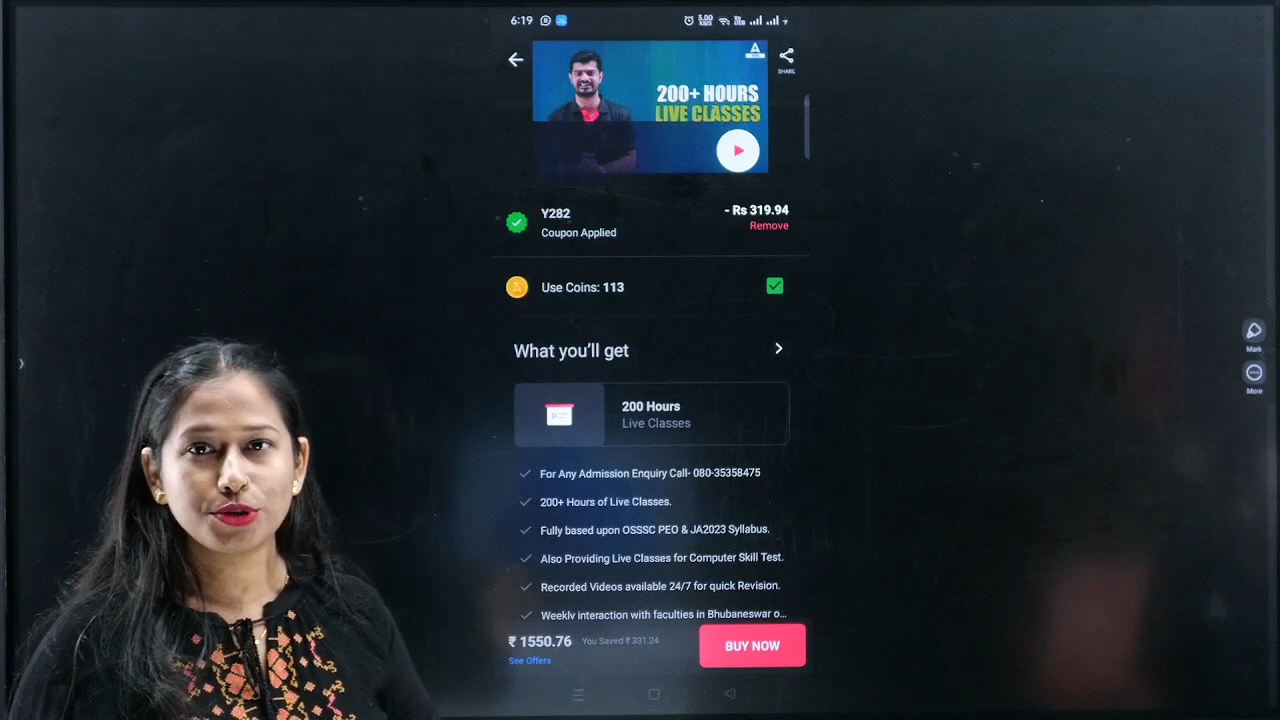 6:19
3.00
KB/S
A
SHARE
200+ HOURS
LIVE CLASSES
Y282
- Rs 319.94
Coupon Applied
Remove
Use Coins: 113
What you'll get
200 Hours
Live Classes
For Any Admission Enquiry Call- 080-35358475
200+ Hours of Live Classes.
Fully based upon OSSSC PEO & JA2023 Syllabus.
Also Providing Live Classes for Computer Skill Test.
Recorded Videos available 24/7 for quick Revision.
Weekly interaction with faculties in Bhubaneswar o...
₹ 1550.76 You Saved ₹ 331.24
BUY NOW
See Offers
Mark
More